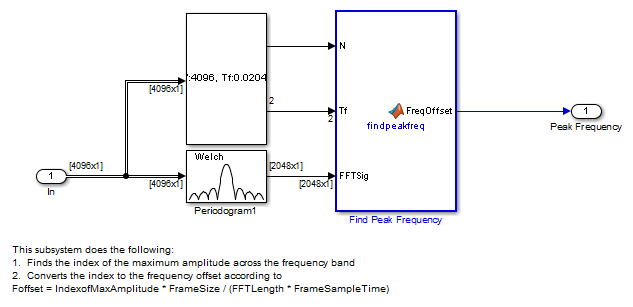 :4096, Tf:0.0204
[4096x1]
2
N
Tf
2
FreqOffset
findpeakfreq
1
Peak Frequency
[4096x1]
1
In
[4096x1]
Welch
Periodogram1
[2048x1]
[2048x1]
FFTSig
Find Peak Frequency
This subsystem does the following:
1. Finds the index of the maximum amplitude across the frequency band
2. Converts the index to the frequency offset according to
Foffset = IndexofMaxAmplitude * FrameSize / (FFTLength * FrameSampleTime)